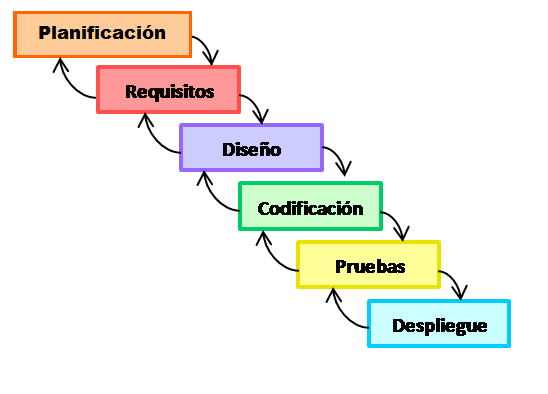 Planificación
Requisitos
Diseño
Codificación
Pruebas
Despliegue